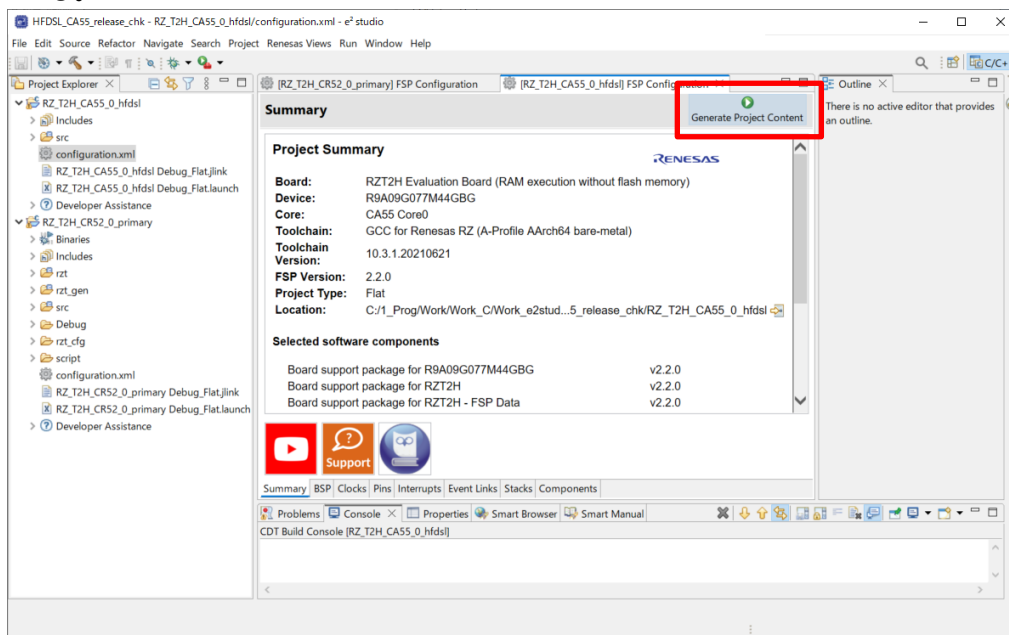 HFDSL_CA55_release_chk - RZ_T2H_CA55_0_hfdsl/configuration.xml - e² studio
File Edit Source Refactor Navigate Search Project Renesas Views Run Window Help
C/C+
Project Explorer
RZ_T2H_CA55_0_hfdsl
Includes
src
configuration.xml
RZ_T2H_CA55_0_hfdsl Debug_Flat.jlink
RZ_T2H_CA55_0_hfdsl Debug_Flat.launch
Developer Assistance
RZ_T2H_CR52_0_primary
Binaries
Includes
rzt
rzt_gen
src
Debug
rzt_cfg
script
configuration.xml
RZ_T2H_CR52_0_primary Debug_Flat.jlink
RZ_T2H_CR52_0_primary Debug_Flat.launch
Developer Assistance
[RZ_T2H_CR52_0_primary] FSP Configuration
[RZ_T2H_CA55_0_hfdsl] FSP Configuration
Summary
Generate Project Content
Project Summary
RENESAS
Board: RZT2H Evaluation Board (RAM execution without flash memory)
Device: R9A09G077M44GBG
Core: CA55 Core0
Toolchain: GCC for Renesas RZ (A-Profile AArch64 bare-metal)
Toolchain Version: 10.3.1.20210621
FSP Version: 2.2.0
Project Type: Flat
Location: C:/1_Prog/Work/Work_C/Work_e2stud...5_release_chk/RZ_T2H_CA55_0_hfdsl
Selected software components
Board support package for R9A09G077M44GBG v2.2.0
Board support package for RZT2H v2.2.0
Board support package for RZT2H - FSP Data v2.2.0
Support
Summary BSP Clocks Pins Interrupts Event Links Stacks Components
Outline
There is no active editor that provides
an outline.
Problems Console Properties Smart Browser Smart Manual
CDT Build Console [RZ_T2H_CA55_0_hfdsl]